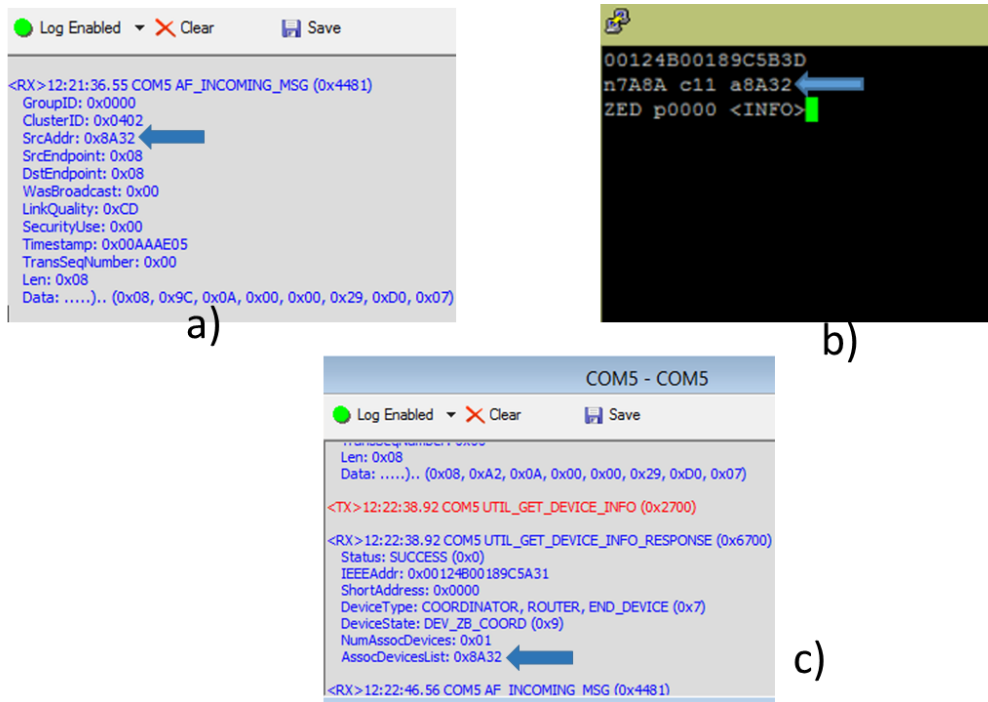 Log Enabled Clear Save
<RX>12:21:36.55 COM5 AF_INCOMING_MSG (0x4481)
GroupID: 0x0000
ClusterID: 0x0402
SrcAddr: 0x8A32
SrcEndpoint: 0x08
DstEndpoint: 0x08
WasBroadcast: 0x00
LinkQuality: 0xCD
SecurityUse: 0x00
Timestamp: 0x00AAAE05
TransSeqNumber: 0x00
Len: 0x08
Data: .....).. (0x08, 0x9C, 0x0A, 0x00, 0x00, 0x29, 0xD0, 0x07)
a)
00124B00189C5B3D
n7A8A c11 a8A32
ZED p0000 <INFO>
b)
COM5 - COM5
Log Enabled Clear Save
TransSeqNumber: 0x00
Len: 0x08
Data: .....).. (0x08, 0xA2, 0x0A, 0x00, 0x00, 0x29, 0xD0, 0x07)
<TX>12:22:38.92 COM5 UTIL_GET_DEVICE_INFO (0x2700)
<RX>12:22:38.92 COM5 UTIL_GET_DEVICE_INFO_RESPONSE (0x6700)
Status: SUCCESS (0x0)
IEEEAddr: 0x00124B00189C5A31
ShortAddress: 0x0000
DeviceType: COORDINATOR, ROUTER, END_DEVICE (0x7)
DeviceState: DEV_ZB_COORD (0x9)
NumAssocDevices: 0x01
AssocDevicesList: 0x8A32
<RX>12:22:46.56 COM5 AF_INCOMING_MSG (0x4481)
c)